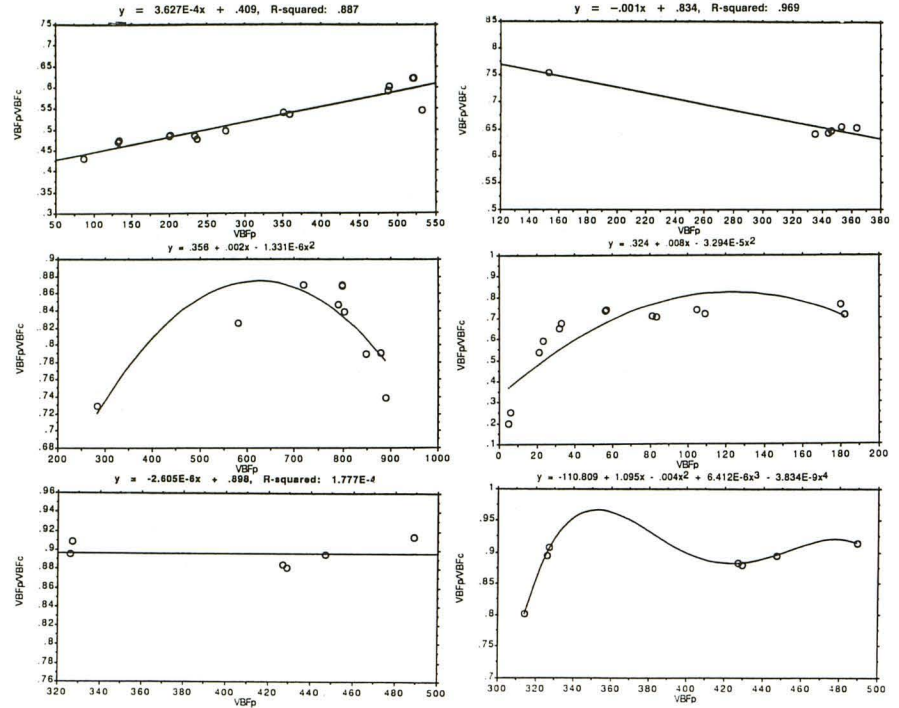 y = 3.627E-4x + .409, R-squared: .887
.75
.7
.65
.6
.55
.5
.45
.4
.35
.3
50 100 150 200 250 300 350 400 450 500 550
VBFp/VBFc
VBFp
y = -.001x + .834, R-squared: .969
.85
.75
.65
.55
.5
120 140 160 180 200 220 240 260 280 300 320 340 360 380
VBFp/VBFc
VBFp
y = .356 + .002x - 1.331E-6x2
.9
.88
.86
.84
.82
.8
.78
.76
.74
.72
.7
.68
200 300 400 500 600 700 800 900 1000
VBFp/VBFc
VBFp
y = .324 + .008x - 3.294E-5x2
1
.9
.8
.7
.6
.5
.4
.3
.2
.1
0 20 40 60 80 100 120 140 160 180 200
VBFp/VBFc
VBFp
y = -2.605E-6x + .898, R-squared: 1.777E-4
.96
.94
.92
.9
.88
.86
.84
.82
.8
.78
.76
320 340 360 380 400 420 440 460 480 500
VBFp/VBFc
VBFp
y = -110.809 + 1.095x - .004x2 + 6.412E-6x3 - 3.834E-9x4
1
.95
.9
.85
.8
.75
.7
300 320 340 360 380 400 420 440 460 480 500
VBFp/VBFc
VBFp